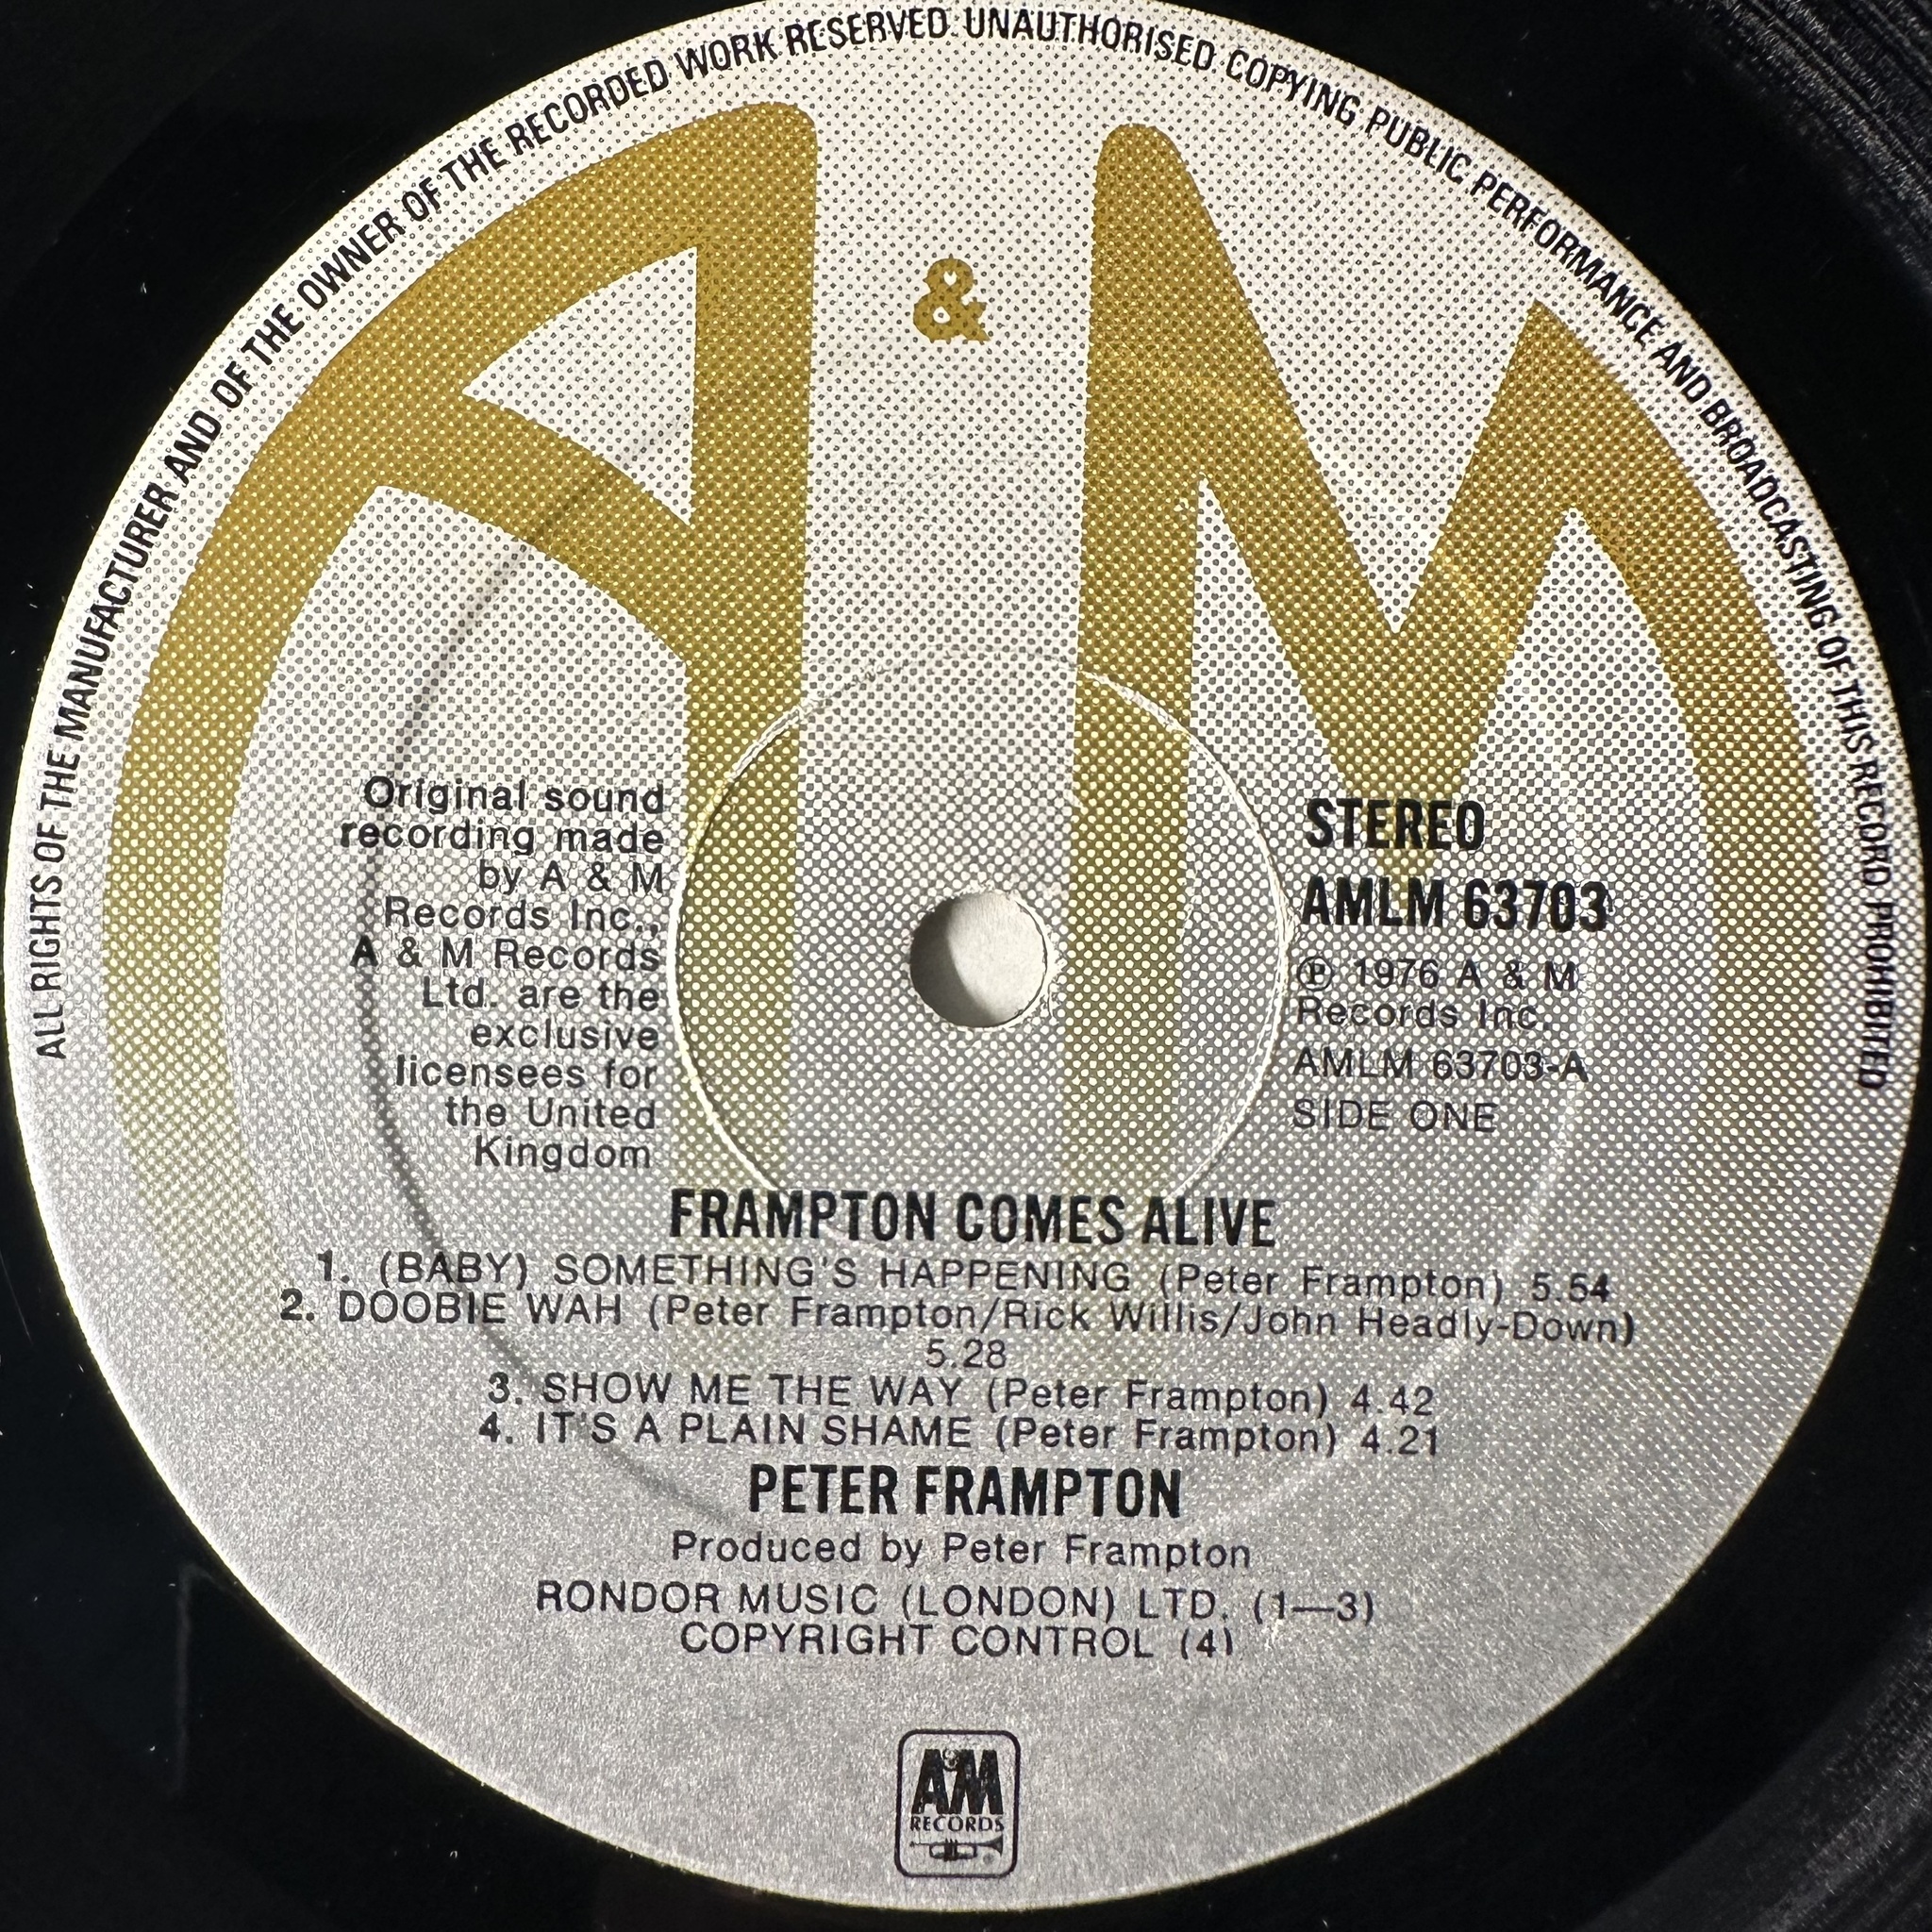 ALL RIGHTS OF THE MANUFACTURER AND OF THE OWNER OF THE RECORDED WORK RESERVED. UNAUTHORISED COPYING PUBLIC PERFORMANCE AND BROADCASTING OF THIS RECORD PROHIBITED
A & M
Original sound
recording made
by A & M
Records Inc.,
A & M Records
Ltd. are the
exclusive
licensees for
the United
Kingdom
STEREO
AMLM 63703
℗ 1976 A & M
Records Inc.
AMLM 63703-A
SIDE ONE
FRAMPTON COMES ALIVE
1. (BABY) SOMETHING'S HAPPENING (Peter Frampton) 5.54
2. DOOBIE WAH (Peter Frampton/Rick Willis/John Headly-Down)
5.28
3. SHOW ME THE WAY (Peter Frampton) 4.42
4. IT'S A PLAIN SHAME (Peter Frampton) 4.21
PETER FRAMPTON
Produced by Peter Frampton
RONDOR MUSIC (LONDON) LTD. (1—3)
COPYRIGHT CONTROL (4)
A&M
RECORDS
®